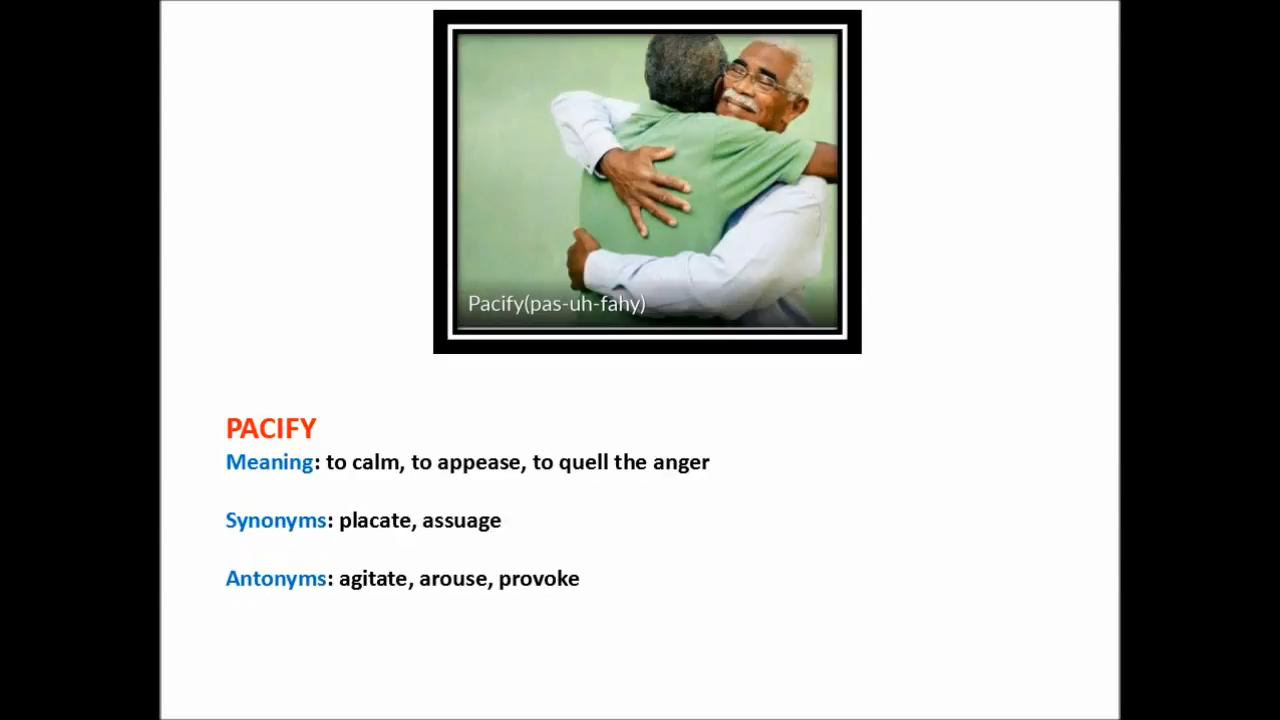 Pacify(pas-uh-fahy)
PACIFY
Meaning: to calm, to appease, to quell the anger
Synonyms: placate, assuage
Antonyms: agitate, arouse, provoke